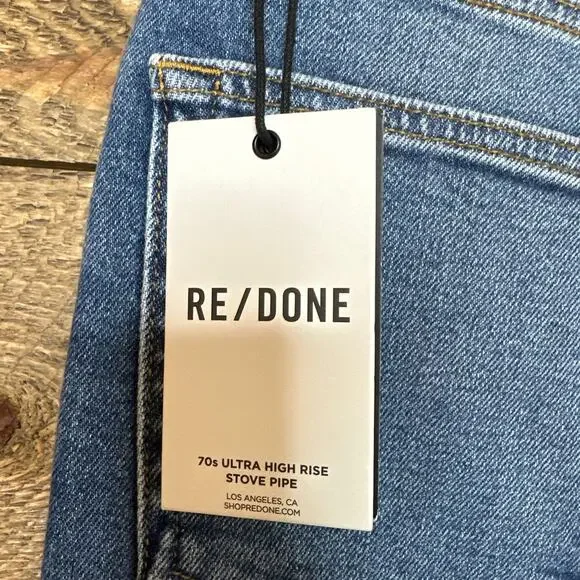 RE/DONE
70s ULTRA HIGH RISE
STOVE PIPE
LOS ANGELES, CA
SHOPREDONE.COM